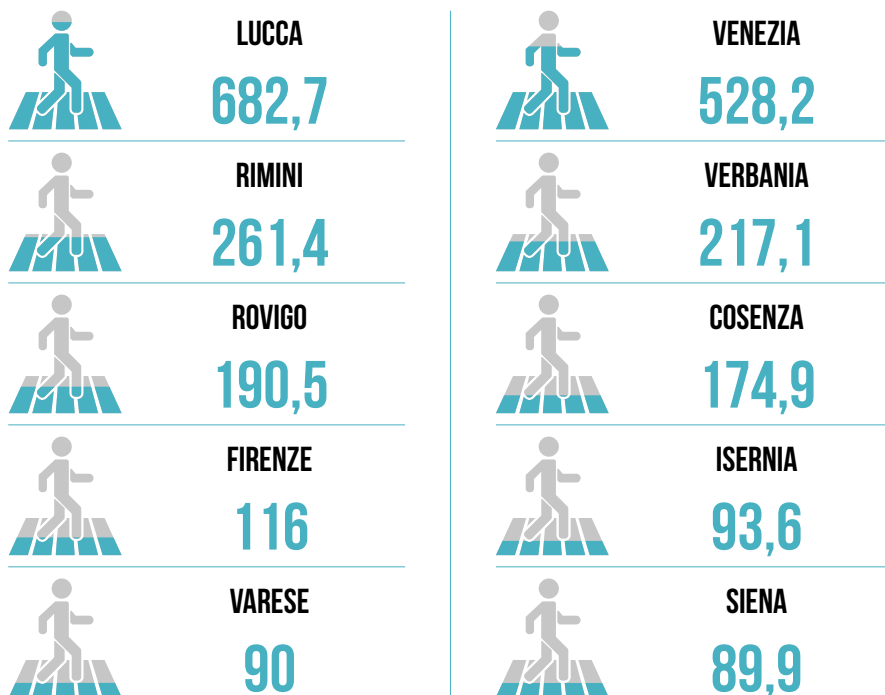 LUCCA
682,7
VENEZIA
528,2
RIMINI
261,4
VERBANIA
217,1
ROVIGO
190,5
COSENZA
174,9
FIRENZE
116
ISERNIA
93,6
VARESE
90
SIENA
89,9